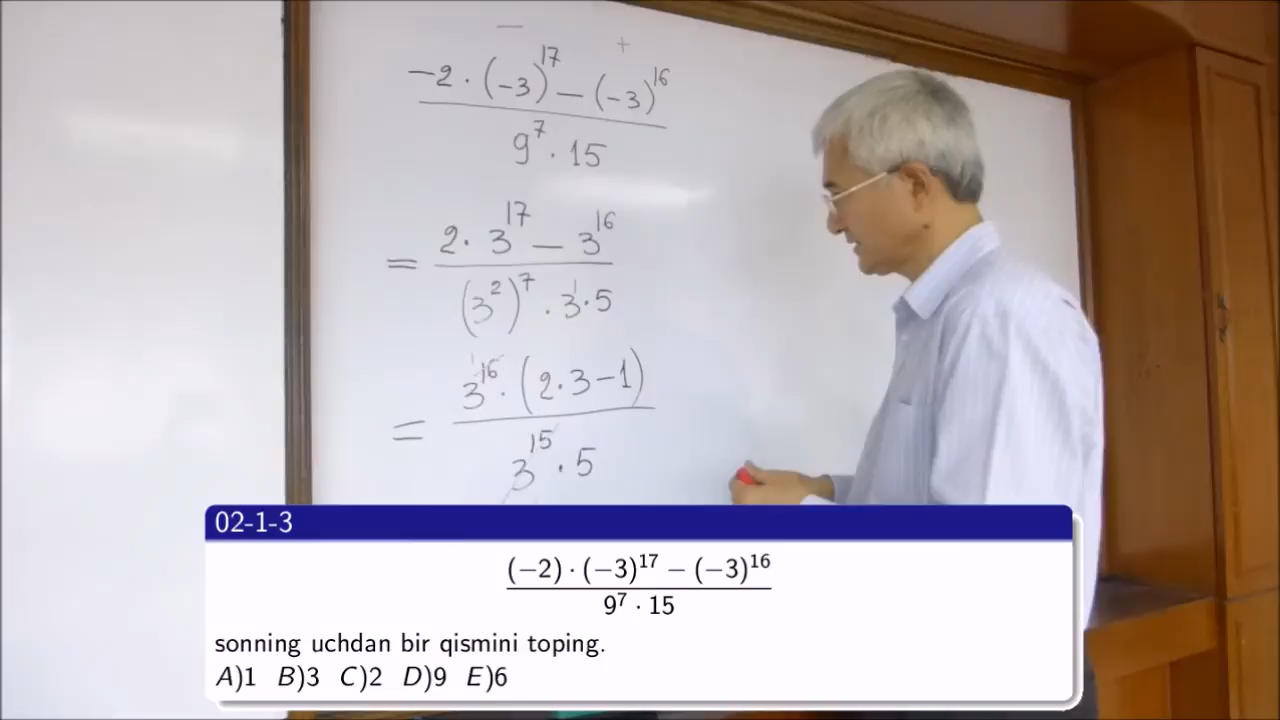 − +
−2 · (−3)^17 − (−3)^16
9^7 · 15
= 2 · 3^17 − 3^16
(3^2)^7 · 3^1 · 5
= 3^16 · (2 · 3 − 1)
3^15 · 5
02-1-3
(−2) · (−3)^17 − (−3)^16
9^7 · 15
sonning uchdan bir qismini toping.
A)1 B)3 C)2 D)9 E)6